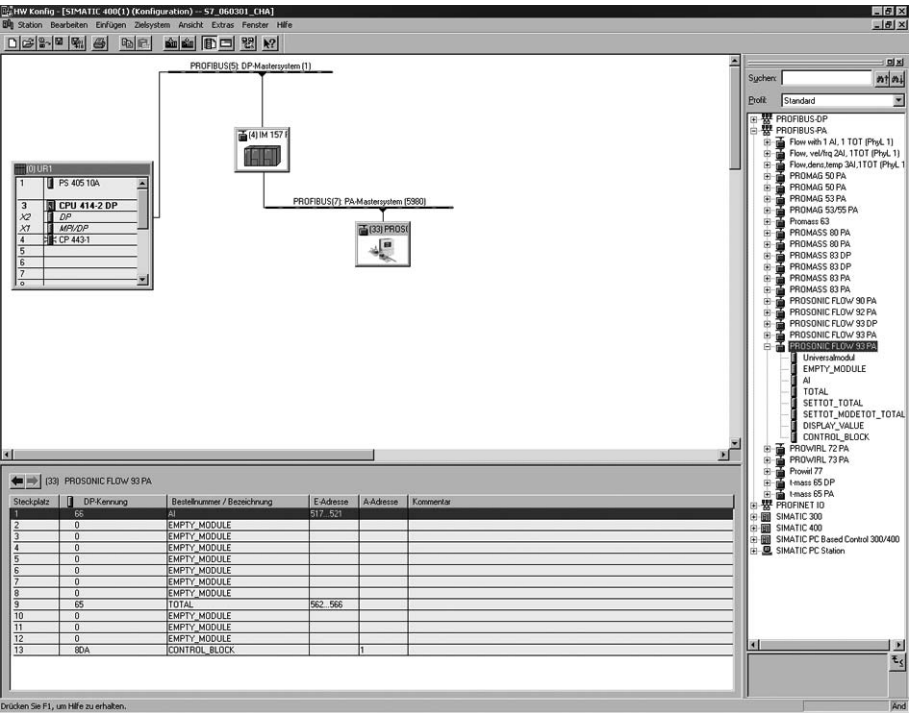 HW Konfig - [SIMATIC 400(1) (Konfiguration) -- S7_060301_CHA]
Station Bearbeiten Einfügen Zielsystem Ansicht Extras Fenster Hilfe
PROFIBUS(5): DP-Mastersystem (1)
(4) IM 157 F
(0) UR1
1 PS 405 10A
3 CPU 414-2 DP
X2 DP
X1 MPI/DP
4 CP 443-1
5
6
7
PROFIBUS(7): PA-Mastersystem (5980)
(33) PROS(
Suchen:
Profil: Standard
PROFIBUS-DP
PROFIBUS-PA
Flow with 1 AI, 1 TOT (PhyL 1)
Flow, vel/frq 2AI, 1TOT (PhyL 1)
Flow,dens,temp 3AI,1TOT (PhyL 1
PROMAG 50 PA
PROMAG 50 PA
PROMAG 53 PA
PROMAG 53/55 PA
Promass 63
PROMASS 80 PA
PROMASS 80 PA
PROMASS 83 DP
PROMASS 83 DP
PROMASS 83 PA
PROMASS 83 PA
PROSONIC FLOW 90 PA
PROSONIC FLOW 92 PA
PROSONIC FLOW 93 DP
PROSONIC FLOW 93 PA
PROSONIC FLOW 93 PA
Universalmodul
EMPTY_MODULE
AI
TOTAL
SETTOT_TOTAL
SETTOT_MODETOT_TOTAL
DISPLAY_VALUE
CONTROL_BLOCK
PROWIRL 72 PA
PROWIRL 73 PA
Prowirl 77
t-mass 65 DP
t-mass 65 PA
PROFINET IO
SIMATIC 300
SIMATIC 400
SIMATIC PC Based Control 300/400
SIMATIC PC Station
(33) PROSONIC FLOW 93 PA
Steckplatz DP-Kennung Bestellnummer / Bezeichnung E-Adresse A-Adresse Kommentar
1 66 AI 517...521
2 0 EMPTY_MODULE
3 0 EMPTY_MODULE
4 0 EMPTY_MODULE
5 0 EMPTY_MODULE
6 0 EMPTY_MODULE
7 0 EMPTY_MODULE
8 0 EMPTY_MODULE
9 65 TOTAL 562...566
10 0 EMPTY_MODULE
11 0 EMPTY_MODULE
12 0 EMPTY_MODULE
13 8DA CONTROL_BLOCK 1
Drücken Sie F1, um Hilfe zu erhalten.
Änd